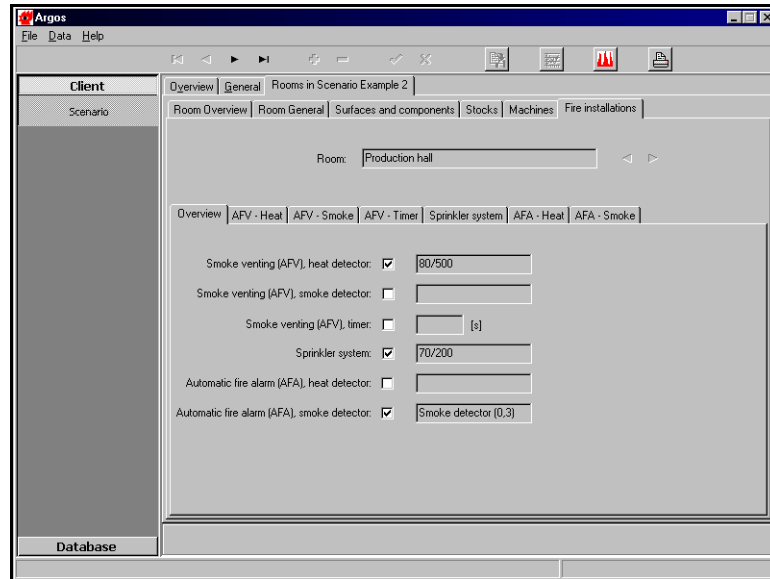 Argos
File Data Help
Client
Scenario
Database
Overview General Rooms in Scenario Example 2
Room Overview Room General Surfaces and components Stocks Machines Fire installations
Room: Production hall
Overview AFV - Heat AFV - Smoke AFV - Timer Sprinkler system AFA - Heat AFA - Smoke
Smoke venting (AFV), heat detector: 80/500
Smoke venting (AFV), smoke detector:
Smoke venting (AFV), timer: [s]
Sprinkler system: 70/200
Automatic fire alarm (AFA), heat detector:
Automatic fire alarm (AFA), smoke detector: Smoke detector (0,3)